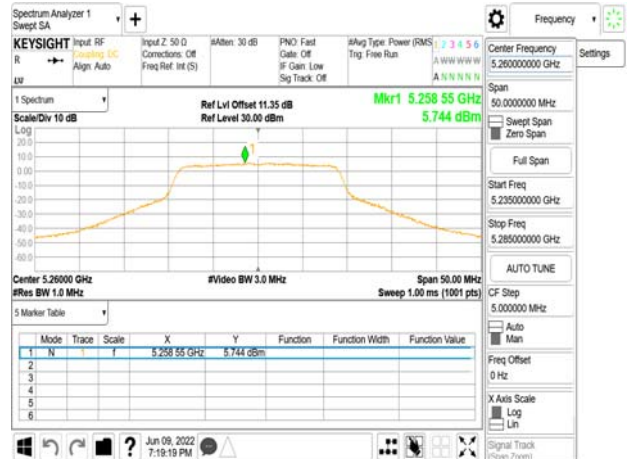 Spectrum Analyzer 1
Swept SA
KEYSIGHT
R
Input: RF
Coupling: DC
Align: Auto
Input Z: 50 Ω
Corrections: Off
Freq Ref: Int (S)
#Atten: 30 dB
PNO: Fast
Gate: Off
IF Gain: Low
Sig Track: Off
#Avg Type: Power (RMS
Trig: Free Run
1 2 3 4 5 6
A W W W W W
A N N N N N
1 Spectrum
Scale/Div 10 dB
Ref Lvl Offset 11.35 dB
Ref Level 30.00 dBm
Mkr1 5.258 55 GHz
5.744 dBm
Log
20.0
10.0
0.00
-10.0
-20.0
-30.0
-40.0
-50.0
-60.0
1
Center 5.26000 GHz
#Video BW 3.0 MHz
Span 50.00 MHz
#Res BW 1.0 MHz
Sweep 1.00 ms (1001 pts)
5 Marker Table
Mode Trace Scale X Y Function Function Width Function Value
1 N 1 f 5.258 55 GHz 5.744 dBm
2
3
4
5
6
?
Jun 09, 2022
7:19:19 PM
Frequency
Settings
Center Frequency
5.260000000 GHz
Span
50.0000000 MHz
Swept Span
Zero Span
Full Span
Start Freq
5.235000000 GHz
Stop Freq
5.285000000 GHz
AUTO TUNE
CF Step
5.000000 MHz
Auto
Man
Freq Offset
0 Hz
X Axis Scale
Log
Lin
Signal Track
(Span Zoom)